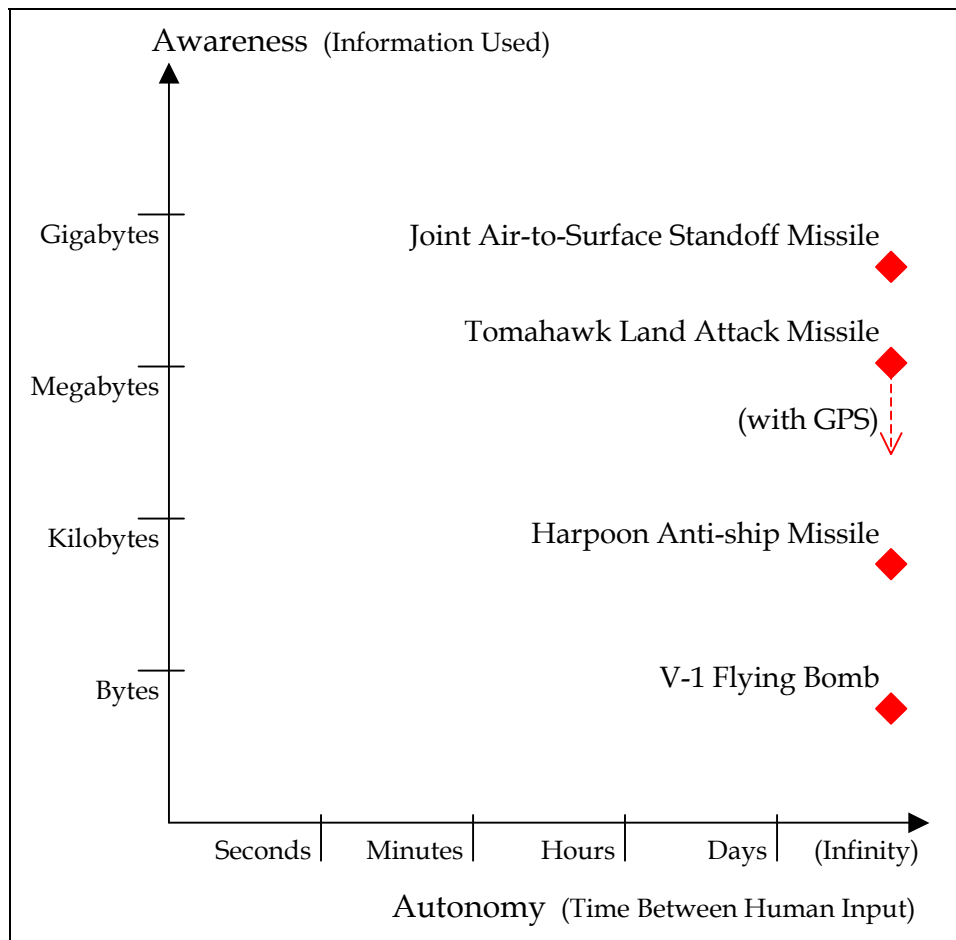 Awareness (Information Used)
Gigabytes
Joint Air-to-Surface Standoff Missile
Tomahawk Land Attack Missile
Megabytes
(with GPS)
Kilobytes
Harpoon Anti-ship Missile
V-1 Flying Bomb
Bytes
Seconds Minutes Hours Days (Infinity)
Autonomy (Time Between Human Input)